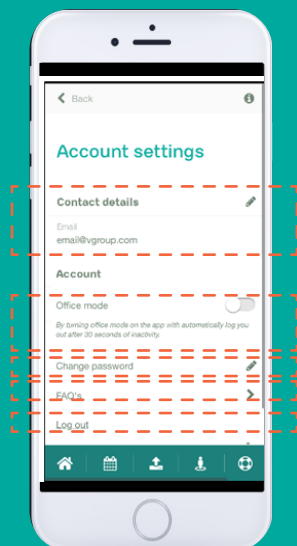 Back
Account settings
Contact details
Email
email@vgroup.com
Account
Office mode
By turning office mode on the app with automatically log you
out after 30 seconds of inactivity.
Change password
FAQ's
Log out